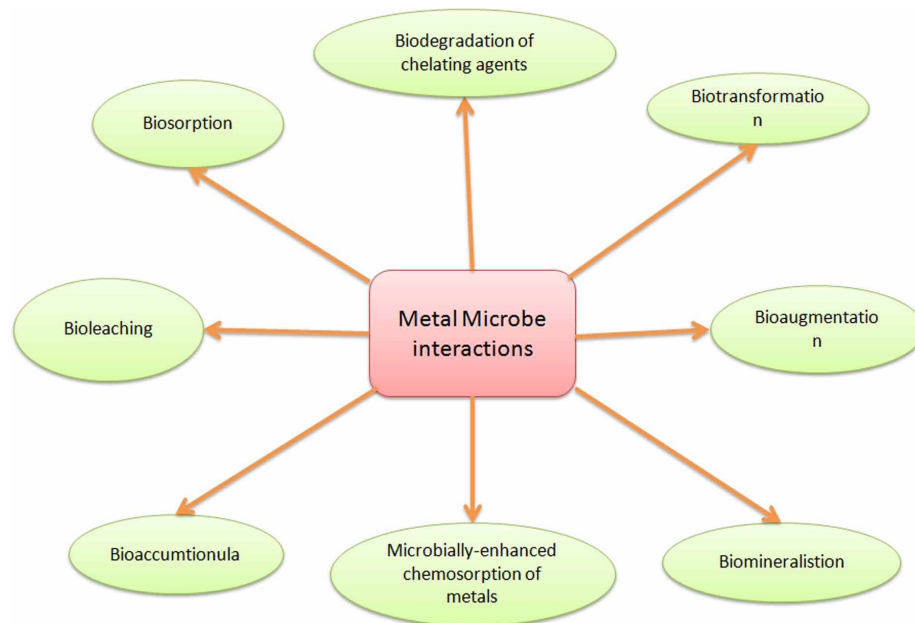 Biodegradation of
chelating agents
Biosorption
Biotransformatio
n
Bioleaching
Metal Microbe
interactions
Bioaugmentatio
n
Bioaccumtionula
Microbially-enhanced
chemosorption of
metals
Biomineralistion